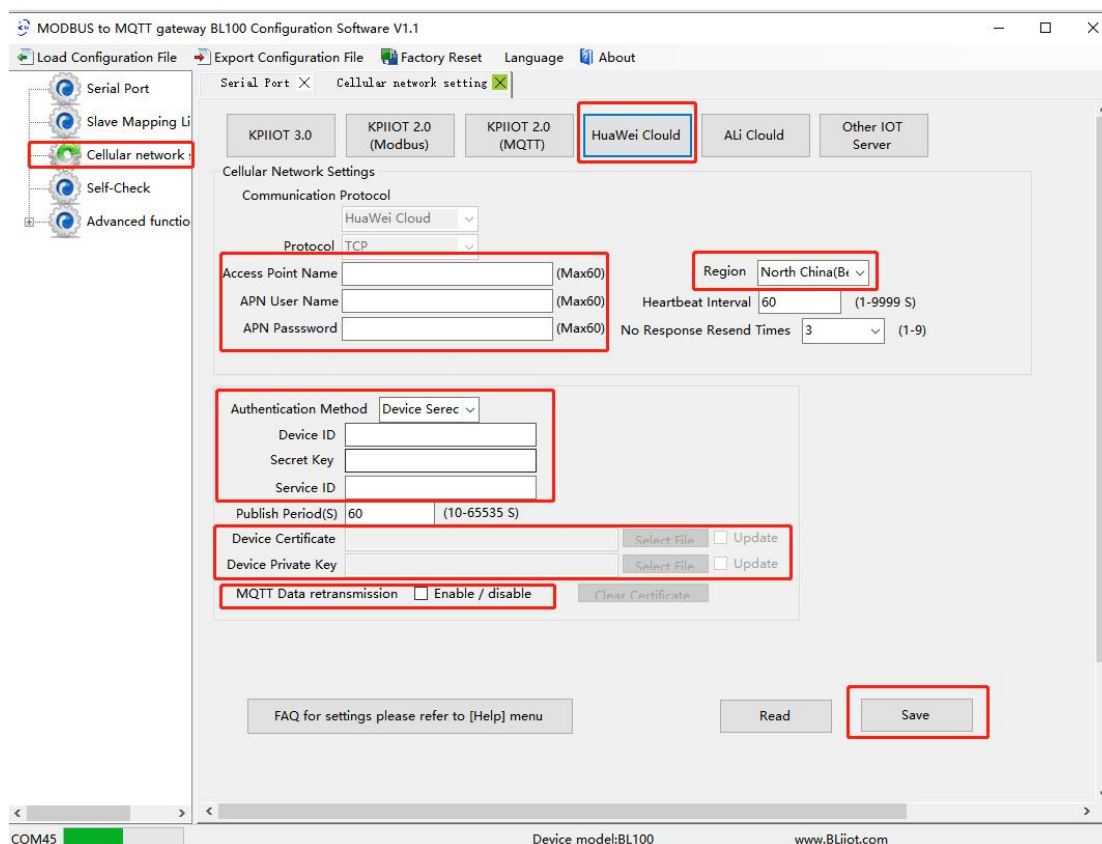 MODBUS to MQTT gateway BL100 Configuration Software V1.1
Load Configuration File Export Configuration File Factory Reset Language About
Serial Port
Slave Mapping Li
Cellular network s
Self-Check
Advanced functio
Serial Port Cellular network setting
KPIIOT 3.0
KPIIOT 2.0
(Modbus)
KPIIOT 2.0
(MQTT)
HuaWei Clould
ALi Clould
Other IOT
Server
Cellular Network Settings
Communication Protocol
HuaWei Cloud
Protocol TCP
Access Point Name (Max60) Region North China(Be
APN User Name (Max60) Heartbeat Interval 60 (1-9999 S)
APN Passsword (Max60) No Response Resend Times 3 (1-9)
Authentication Method Device Serec
Device ID
Secret Key
Service ID
Publish Period(S) 60 (10-65535 S)
Device Certificate Select File Update
Device Private Key Select File Update
MQTT Data retransmission Enable / disable Clear Certificate
FAQ for settings please refer to [Help] menu Read Save
COM45 Device model:BL100 www.BLiiot.com